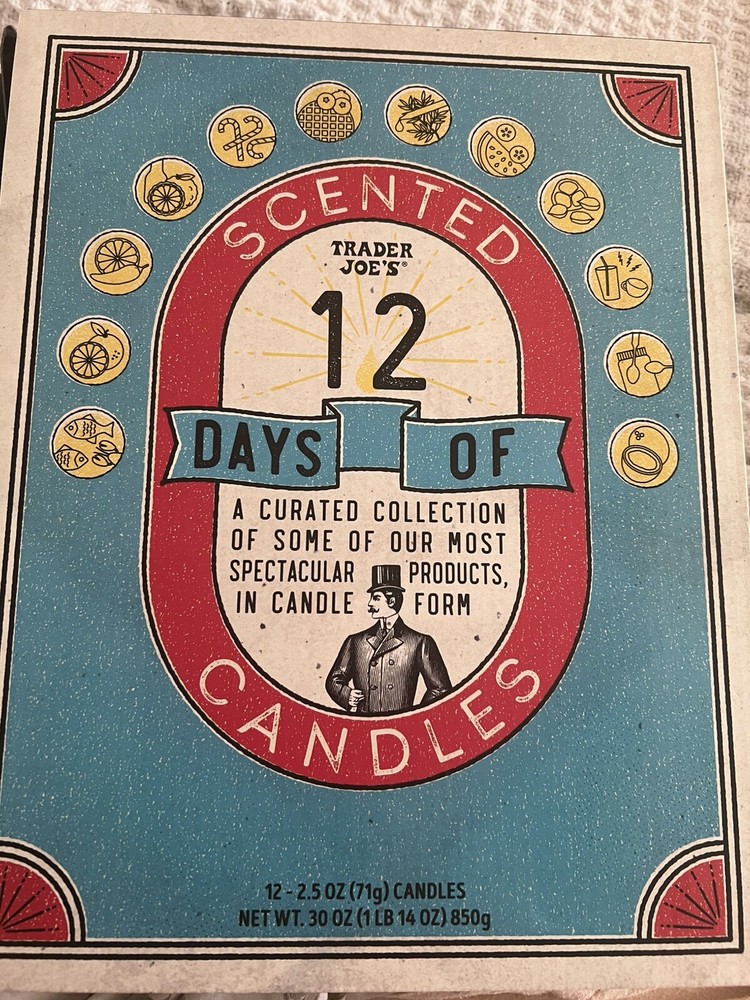 SCENTED
TRADER
JOE'S®
12
DAYS OF
A CURATED COLLECTION
OF SOME OF OUR MOST
SPECTACULAR PRODUCTS,
IN CANDLE FORM
CANDLES
12 - 2.5 OZ (71g) CANDLES
NET WT. 30 OZ (1 LB 14 OZ) 850g